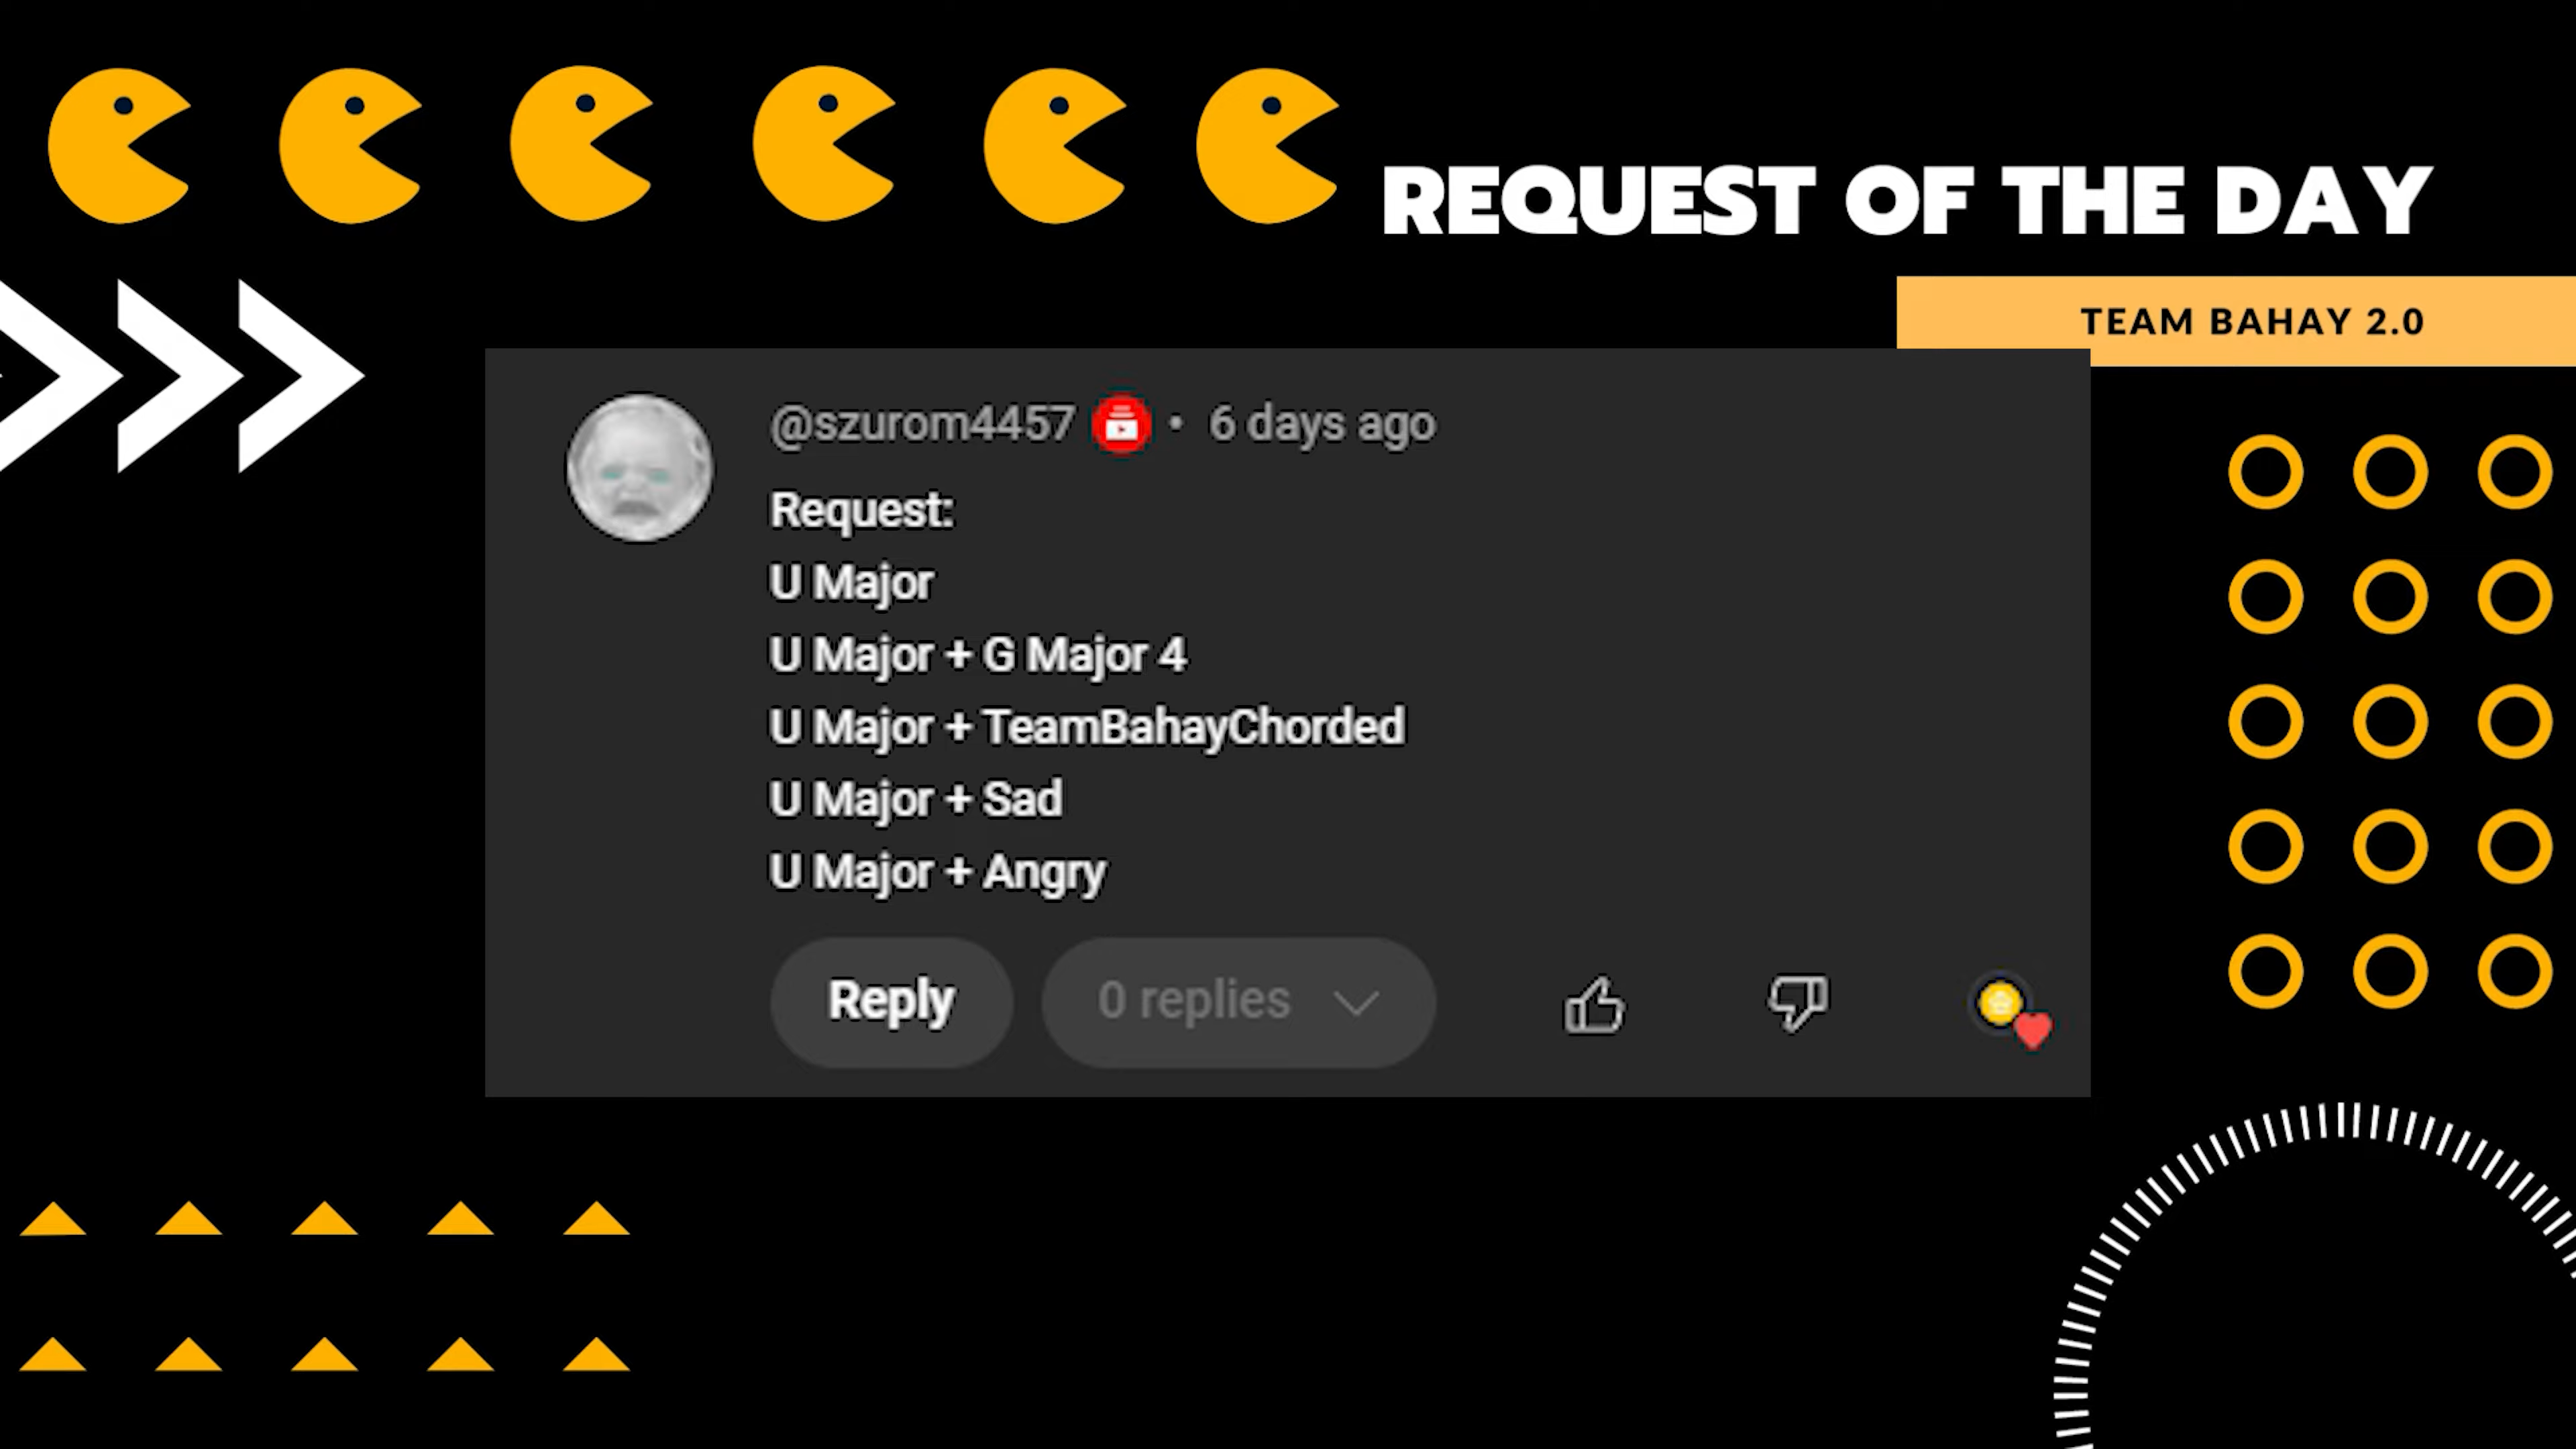 REQUEST OF THE DAY
TEAM BAHAY 2.0
@szurom4457 • 6 days ago
Request:
U Major
U Major + G Major 4
U Major + TeamBahayChorded
U Major + Sad
U Major + Angry
Reply
0 replies